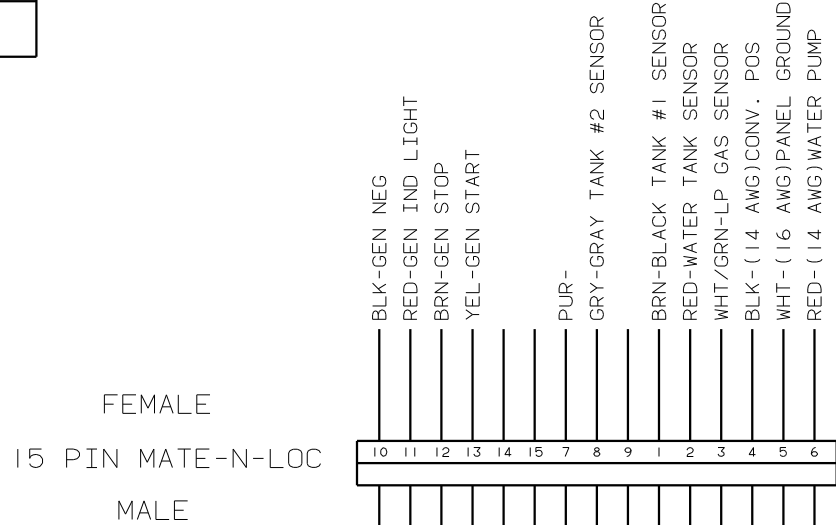 BLK-GEN NEG
RED-GEN IND LIGHT
BRN-GEN STOP
YEL-GEN START
PUR-
GRY-GRAY TANK #2 SENSOR
BRN-BLACK TANK #1 SENSOR
RED-WATER TANK SENSOR
WHT/GRN-LP GAS SENSOR
BLK-(14 AWG)CONV. POS
WHT-(16 AWG)PANEL GROUND
RED-(14 AWG)WATER PUMP
FEMALE
15 PIN MATE-N-LOC
10 11 12 13 14 15 7 8 9 1 2 3 4 5 6
MALE